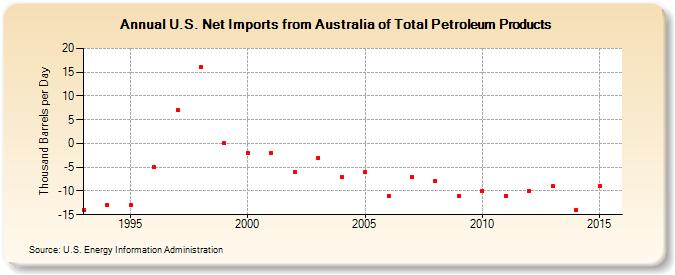 Annual U.S. Net Imports from Australia of Total Petroleum Products
Thousand Barrels per Day
20
15
10
5
0
-5
-10
-15
1995 2000 2005 2010 2015
Source: U.S. Energy Information Administration